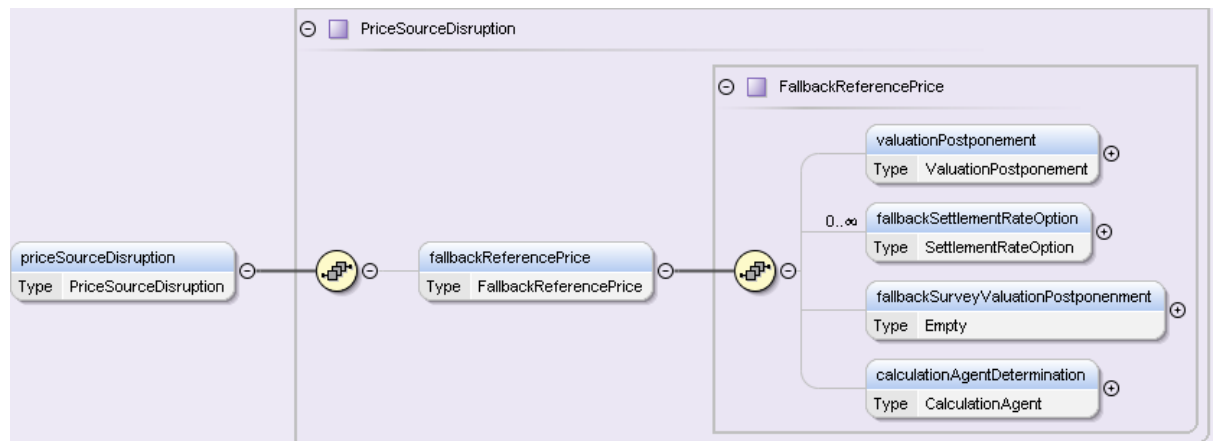 PriceSourceDisruption
FallbackReferencePrice
valuationPostponement
Type ValuationPostponement
0..∞ fallbackSettlementRateOption
Type SettlementRateOption
priceSourceDisruption
Type PriceSourceDisruption
fallbackReferencePrice
Type FallbackReferencePrice
fallbackSurveyValuationPostponenment
Type Empty
calculationAgentDetermination
Type CalculationAgent